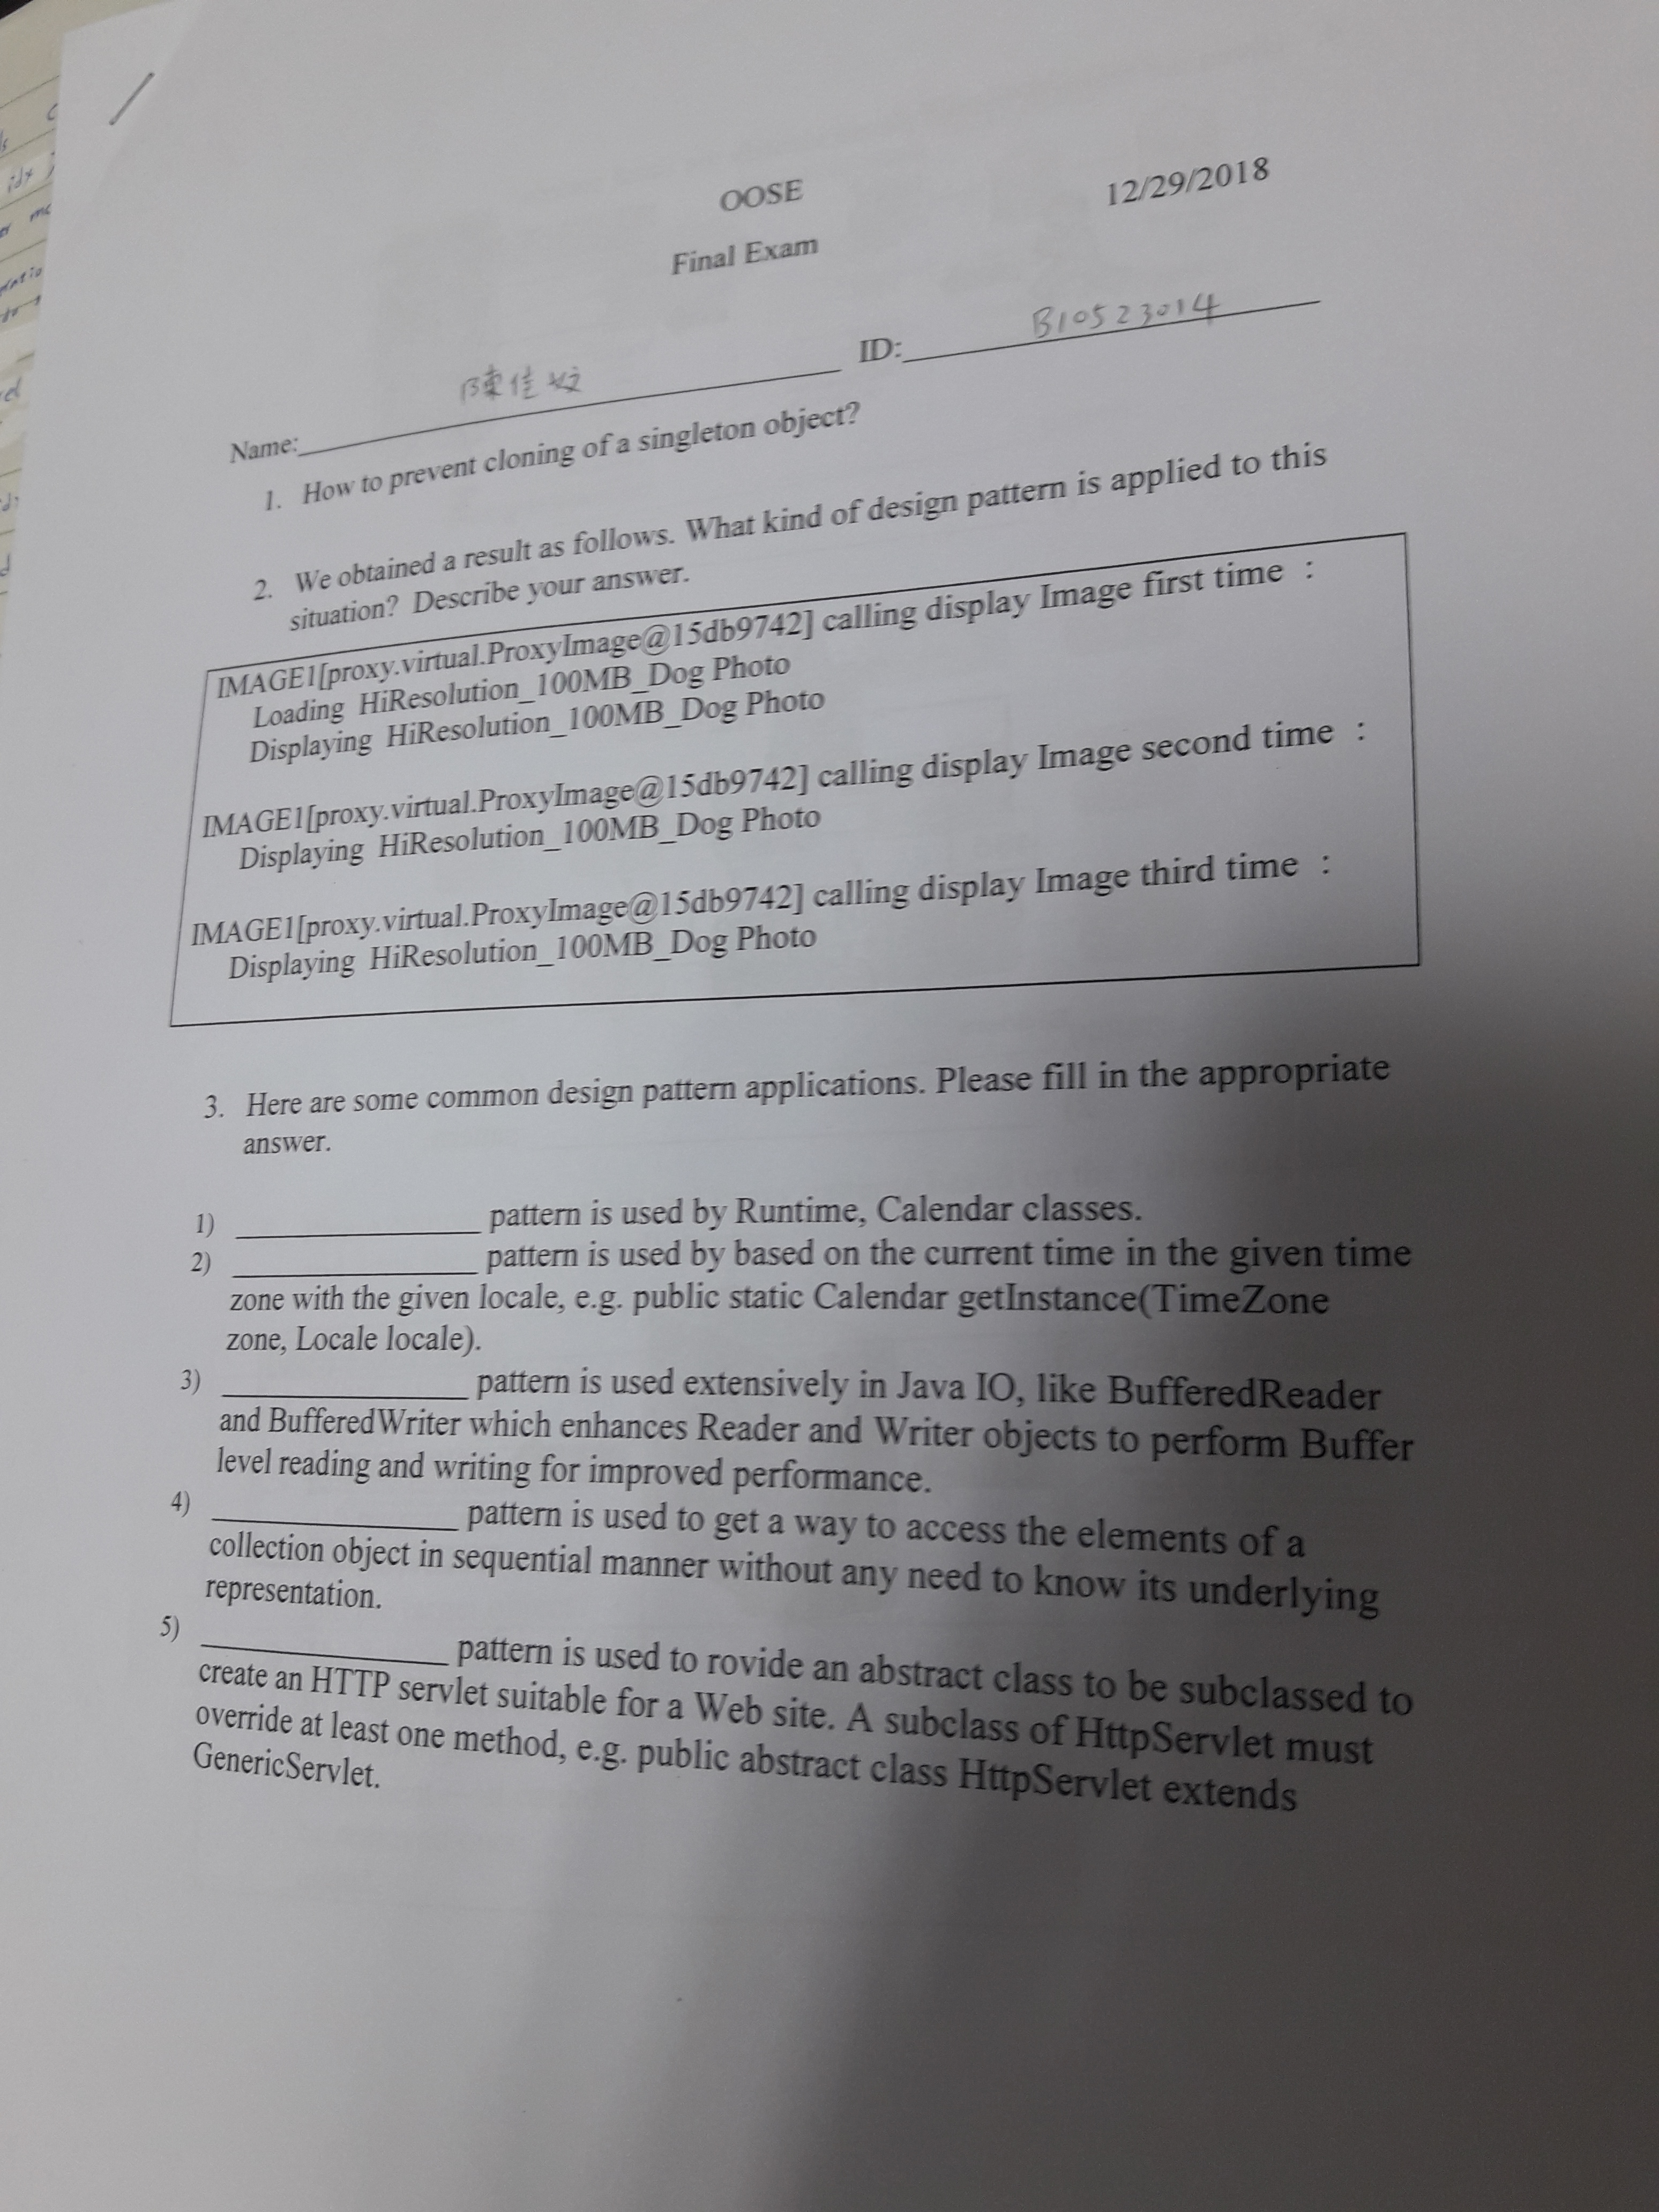 OOSE
12/29/2018
Final Exam
Name: 陳佳妏 ID: B10523014
1. How to prevent cloning of a singleton object?
2. We obtained a result as follows. What kind of design pattern is applied to this
situation? Describe your answer.
IMAGE1[proxy.virtual.ProxyImage@15db9742] calling display Image first time :
Loading HiResolution_100MB_Dog Photo
Displaying HiResolution_100MB_Dog Photo
IMAGE1[proxy.virtual.ProxyImage@15db9742] calling display Image second time :
Displaying HiResolution_100MB_Dog Photo
IMAGE1[proxy.virtual.ProxyImage@15db9742] calling display Image third time :
Displaying HiResolution_100MB_Dog Photo
3. Here are some common design pattern applications. Please fill in the appropriate
answer.
1) ______________ pattern is used by Runtime, Calendar classes.
2) ______________ pattern is used by based on the current time in the given time
zone with the given locale, e.g. public static Calendar getInstance(TimeZone
zone, Locale locale).
3) ______________ pattern is used extensively in Java IO, like BufferedReader
and BufferedWriter which enhances Reader and Writer objects to perform Buffer
level reading and writing for improved performance.
4) ______________ pattern is used to get a way to access the elements of a
collection object in sequential manner without any need to know its underlying
representation.
5) ______________ pattern is used to rovide an abstract class to be subclassed to
create an HTTP servlet suitable for a Web site. A subclass of HttpServlet must
override at least one method, e.g. public abstract class HttpServlet extends
GenericServlet.